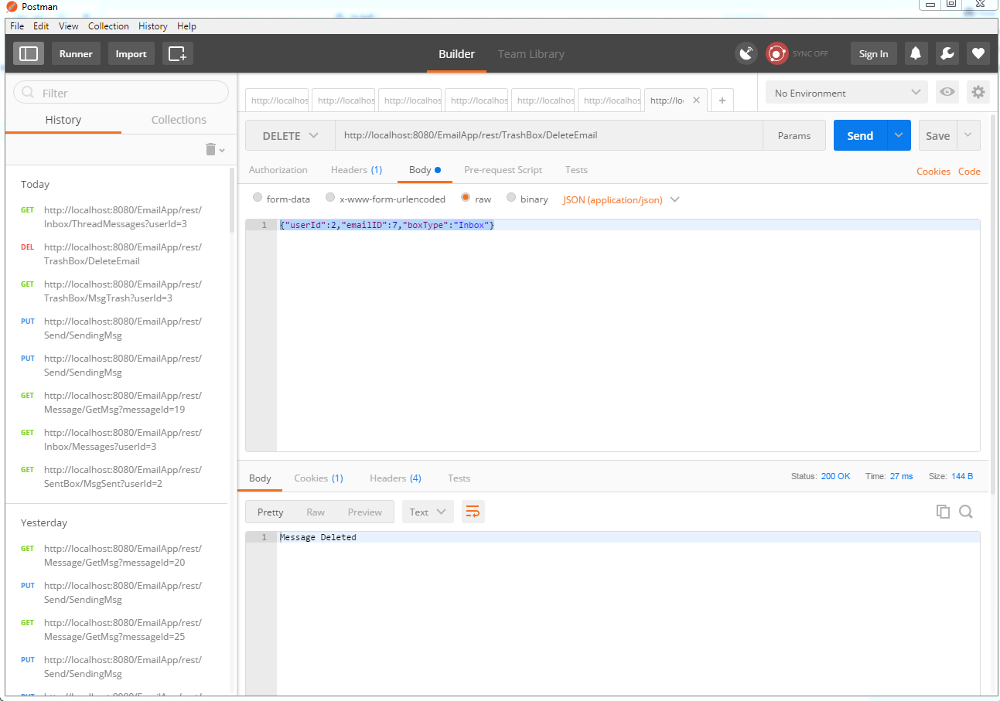 Postman
File Edit View Collection History Help
Runner Import Builder Team Library SYNC OFF Sign In
Filter
History Collections
Today
GET http://localhost:8080/EmailApp/rest/
Inbox/ThreadMessages?userId=3
DEL http://localhost:8080/EmailApp/rest/
TrashBox/DeleteEmail
GET http://localhost:8080/EmailApp/rest/
TrashBox/MsgTrash?userId=3
PUT http://localhost:8080/EmailApp/rest/
Send/SendingMsg
PUT http://localhost:8080/EmailApp/rest/
Send/SendingMsg
GET http://localhost:8080/EmailApp/rest/
Message/GetMsg?messageId=19
GET http://localhost:8080/EmailApp/rest/
Inbox/Messages?userId=3
GET http://localhost:8080/EmailApp/rest/
SentBox/MsgSent?userId=2
Yesterday
GET http://localhost:8080/EmailApp/rest/
Message/GetMsg?messageId=20
PUT http://localhost:8080/EmailApp/rest/
Send/SendingMsg
GET http://localhost:8080/EmailApp/rest/
Message/GetMsg?messageId=25
PUT http://localhost:8080/EmailApp/rest/
Send/SendingMsg
http://localhos http://localhos http://localhos http://localhos http://localhos http://localhos http://lo
No Environment
DELETE http://localhost:8080/EmailApp/rest/TrashBox/DeleteEmail Params Send Save
Authorization Headers (1) Body Pre-request Script Tests Cookies Code
form-data x-www-form-urlencoded raw binary JSON (application/json)
1 {"userId":2,"emailID":7,"boxType":"Inbox"}
Body Cookies (1) Headers (4) Tests Status: 200 OK Time: 27 ms Size: 144 B
Pretty Raw Preview Text
1 Message Deleted